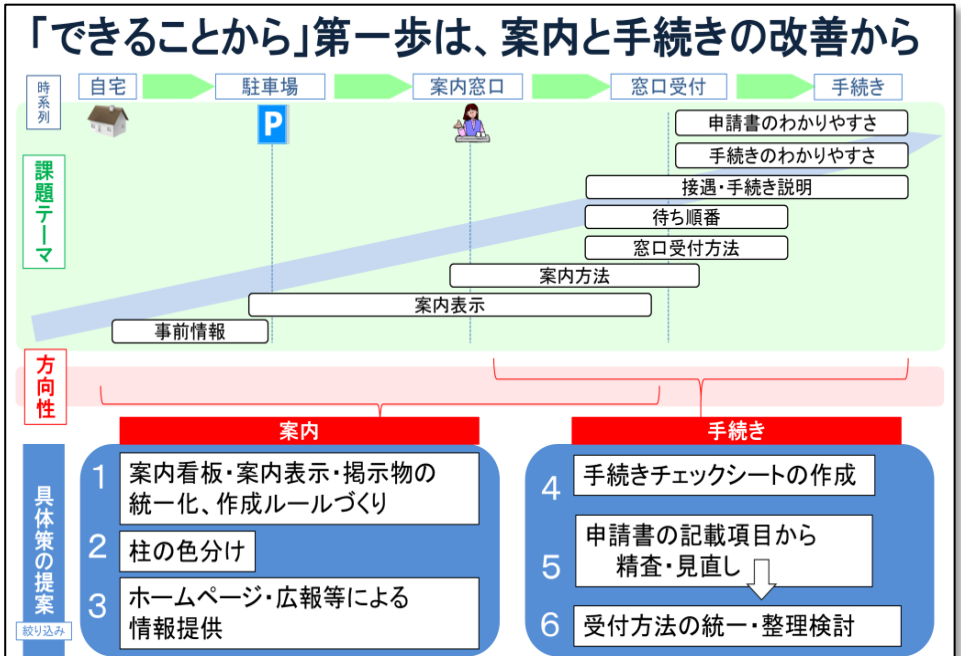 「できることから」第一歩は、案内と手続きの改善から
時系列
自宅
駐車場
案内窓口
窓口受付
手続き
P
課題テーマ
申請書のわかりやすさ
手続きのわかりやすさ
接遇・手続き説明
待ち順番
窓口受付方法
案内方法
案内表示
事前情報
方向性
案内
手続き
具体策の提案
絞り込み
1
案内看板・案内表示・掲示物の
統一化、作成ルールづくり
2
柱の色分け
3
ホームページ・広報等による
情報提供
4
手続きチェックシートの作成
5
申請書の記載項目から
精査・見直し
6
受付方法の統一・整理検討